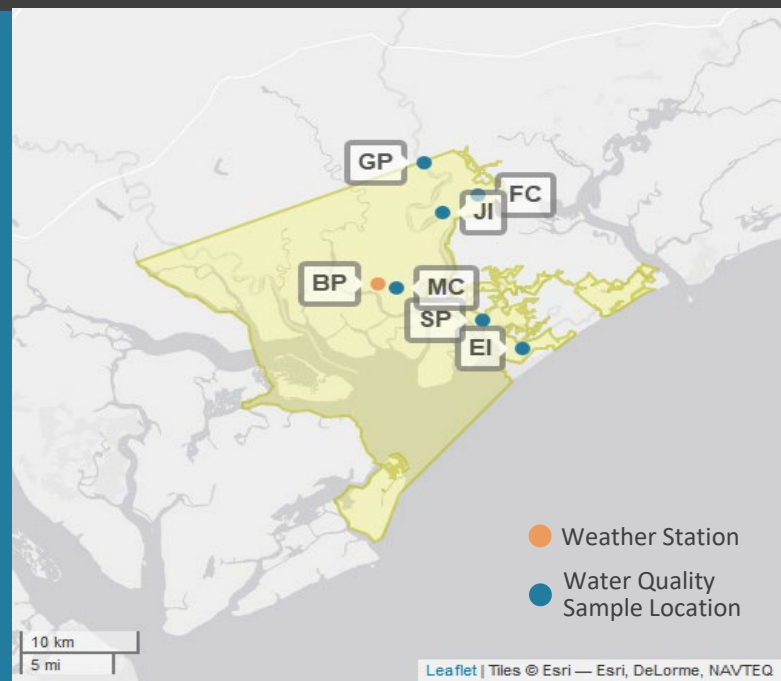 GP
FC
JI
BP
MC
SP
EI
Weather Station
Water Quality
Sample Location
10 km
5 mi
Leaflet | Tiles © Esri — Esri, DeLorme, NAVTEQ